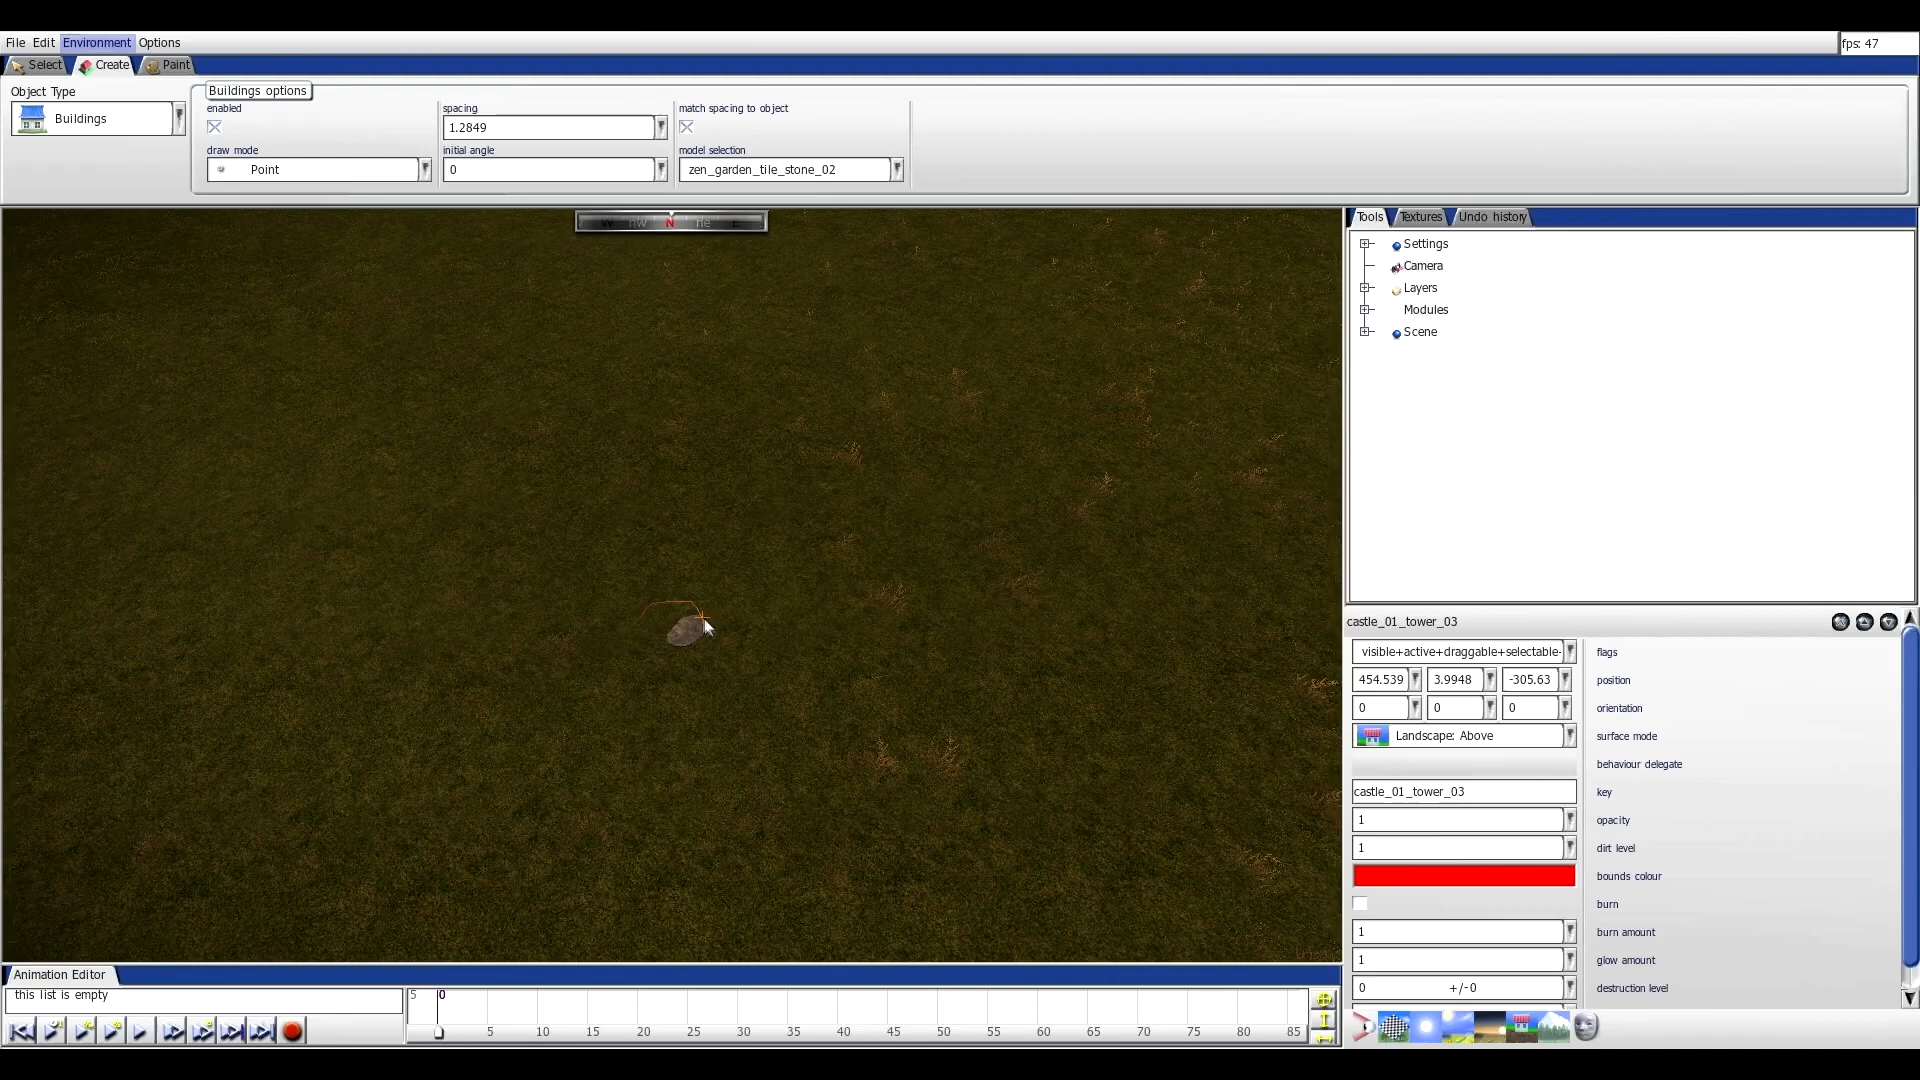 File Edit Environment Options
fps: 47
Select Create Paint
Object Type
Buildings
Buildings options
enabled
spacing
1.2849
match spacing to object
draw mode
Point
initial angle
0
model selection
zen_garden_tile_stone_02
W nw N ne E
Tools Textures Undo history
Settings
Camera
Layers
Modules
Scene
castle_01_tower_03
visible+active+draggable+selectable- flags
454.539 3.9948 -305.63 position
0 0 0 orientation
Landscape: Above surface mode
behaviour delegate
castle_01_tower_03 key
1 opacity
1 dirt level
bounds colour
burn
1 burn amount
1 glow amount
0 +/-0 destruction level
Animation Editor
this list is empty
5 0
5 10 15 20 25 30 35 40 45 50 55 60 65 70 75 80 85